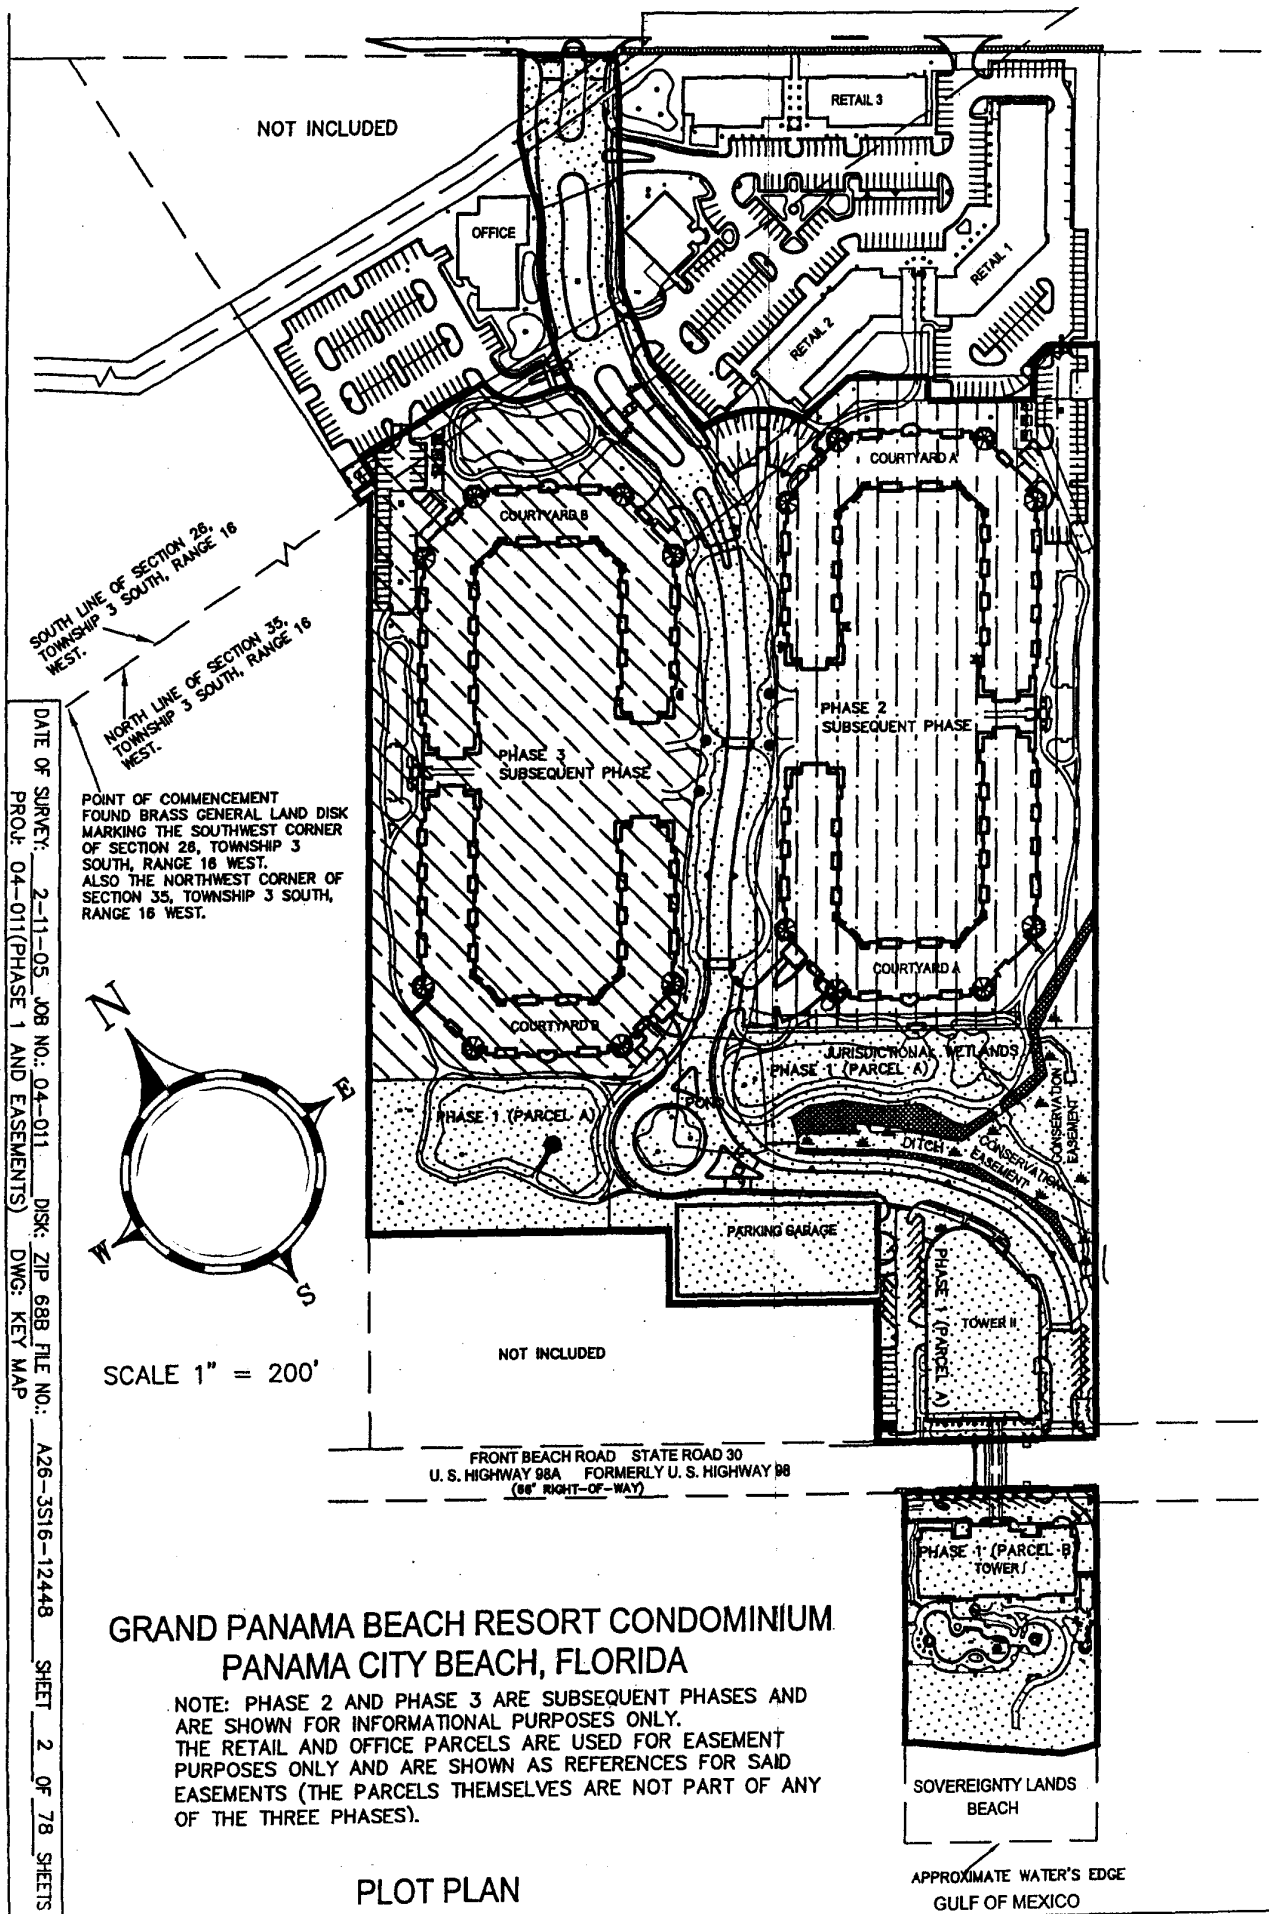 NOT INCLUDED
RETAIL 3
OFFICE
RETAIL 1
RETAIL 2
COURTYARD A
COURTYARD B
SOUTH LINE OF SECTION 26,
TOWNSHIP 3 SOUTH, RANGE 16
WEST.
NORTH LINE OF SECTION 35,
TOWNSHIP 3 SOUTH, RANGE 16
WEST.
PHASE 2
SUBSEQUENT PHASE
PHASE 3
SUBSEQUENT PHASE
POINT OF COMMENCEMENT
FOUND BRASS GENERAL LAND DISK
MARKING THE SOUTHWEST CORNER
OF SECTION 26, TOWNSHIP 3
SOUTH, RANGE 16 WEST.
ALSO THE NORTHWEST CORNER OF
SECTION 35, TOWNSHIP 3 SOUTH,
RANGE 16 WEST.
COURTYARD A
COURTYARD B
JURISDICTIONAL WETLANDS
PHASE 1 (PARCEL A)
POND
PHASE 1 (PARCEL A)
CONSERVATION
EASEMENT
DITCH
CONSERVATION
EASEMENT
N
E
W
S
PARKING GARAGE
PHASE 1 (PARCEL A)
TOWER II
SCALE 1" = 200'
NOT INCLUDED
FRONT BEACH ROAD STATE ROAD 30
U. S. HIGHWAY 98A FORMERLY U. S. HIGHWAY 98
(66' RIGHT-OF-WAY)
PHASE 1 (PARCEL B)
TOWER I
GRAND PANAMA BEACH RESORT CONDOMINIUM
PANAMA CITY BEACH, FLORIDA
NOTE: PHASE 2 AND PHASE 3 ARE SUBSEQUENT PHASES AND
ARE SHOWN FOR INFORMATIONAL PURPOSES ONLY.
THE RETAIL AND OFFICE PARCELS ARE USED FOR EASEMENT
PURPOSES ONLY AND ARE SHOWN AS REFERENCES FOR SAID
EASEMENTS (THE PARCELS THEMSELVES ARE NOT PART OF ANY
OF THE THREE PHASES).
SOVEREIGNTY LANDS
BEACH
APPROXIMATE WATER'S EDGE
GULF OF MEXICO
PLOT PLAN
DATE OF SURVEY: 2-11-05 JOB NO.: 04-011 DISK: ZIP 68B FILE NO.: A26-3S16-12448 SHEET 2 OF 78 SHEETS
PROJ: 04-011(PHASE 1 AND EASEMENTS) DWG: KEY MAP